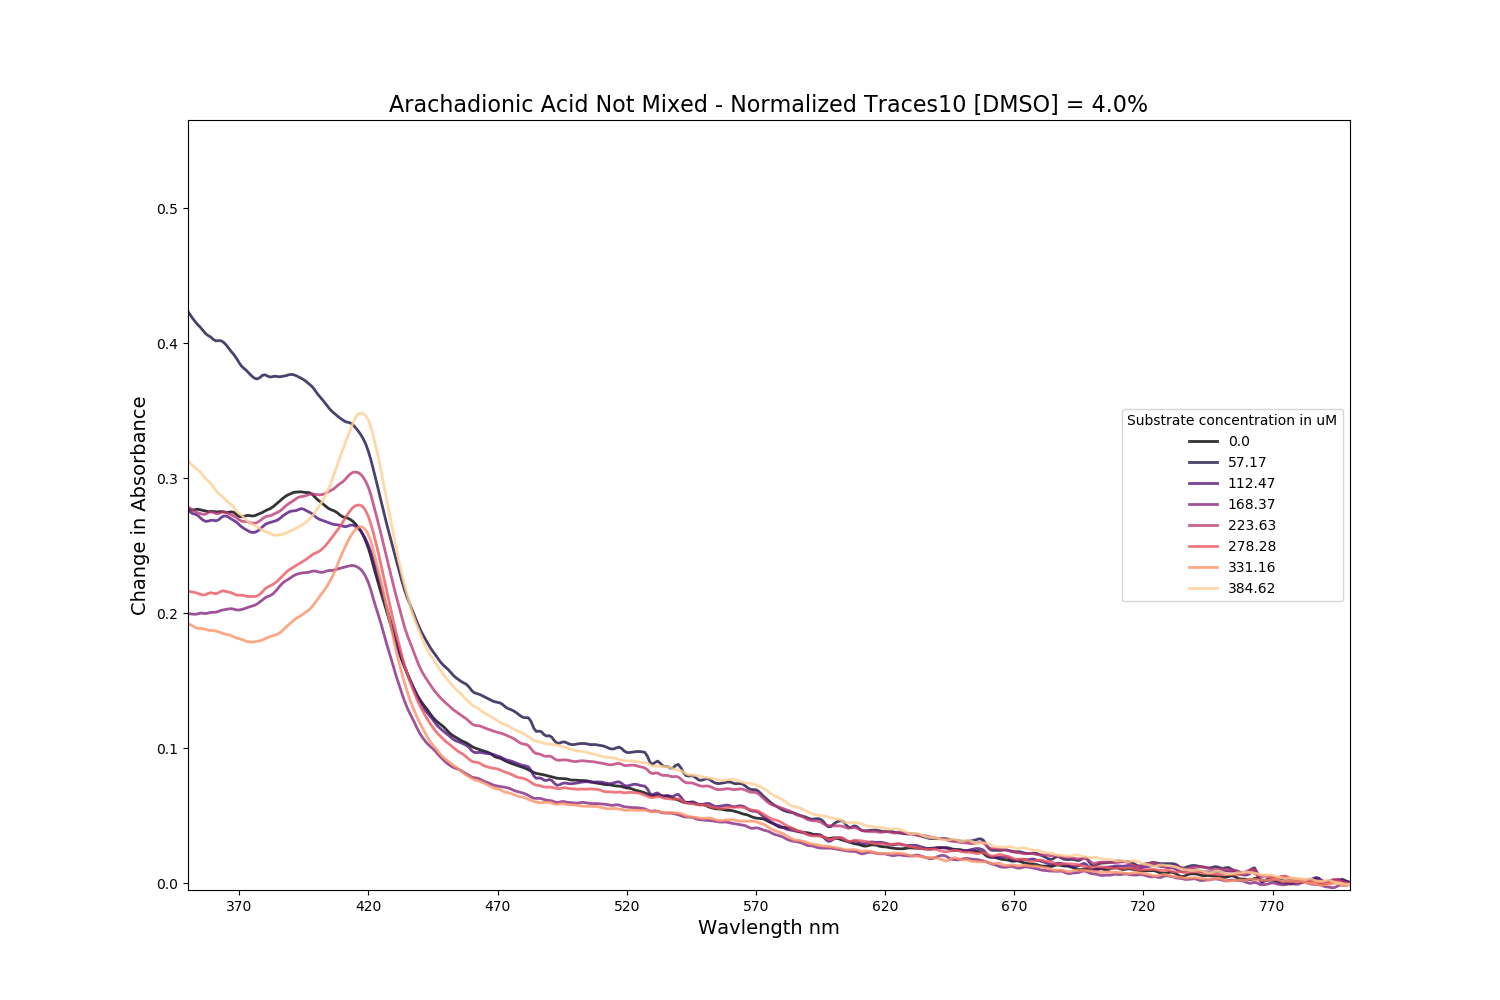 Arachadionic Acid Not Mixed - Normalized Traces10 [DMSO] = 4.0%
Change in Absorbance
0.5
0.4
0.3
0.2
0.1
0.0
Substrate concentration in uM
0.0
57.17
112.47
168.37
223.63
278.28
331.16
384.62
370 420 470 520 570 620 670 720 770
Wavlength nm